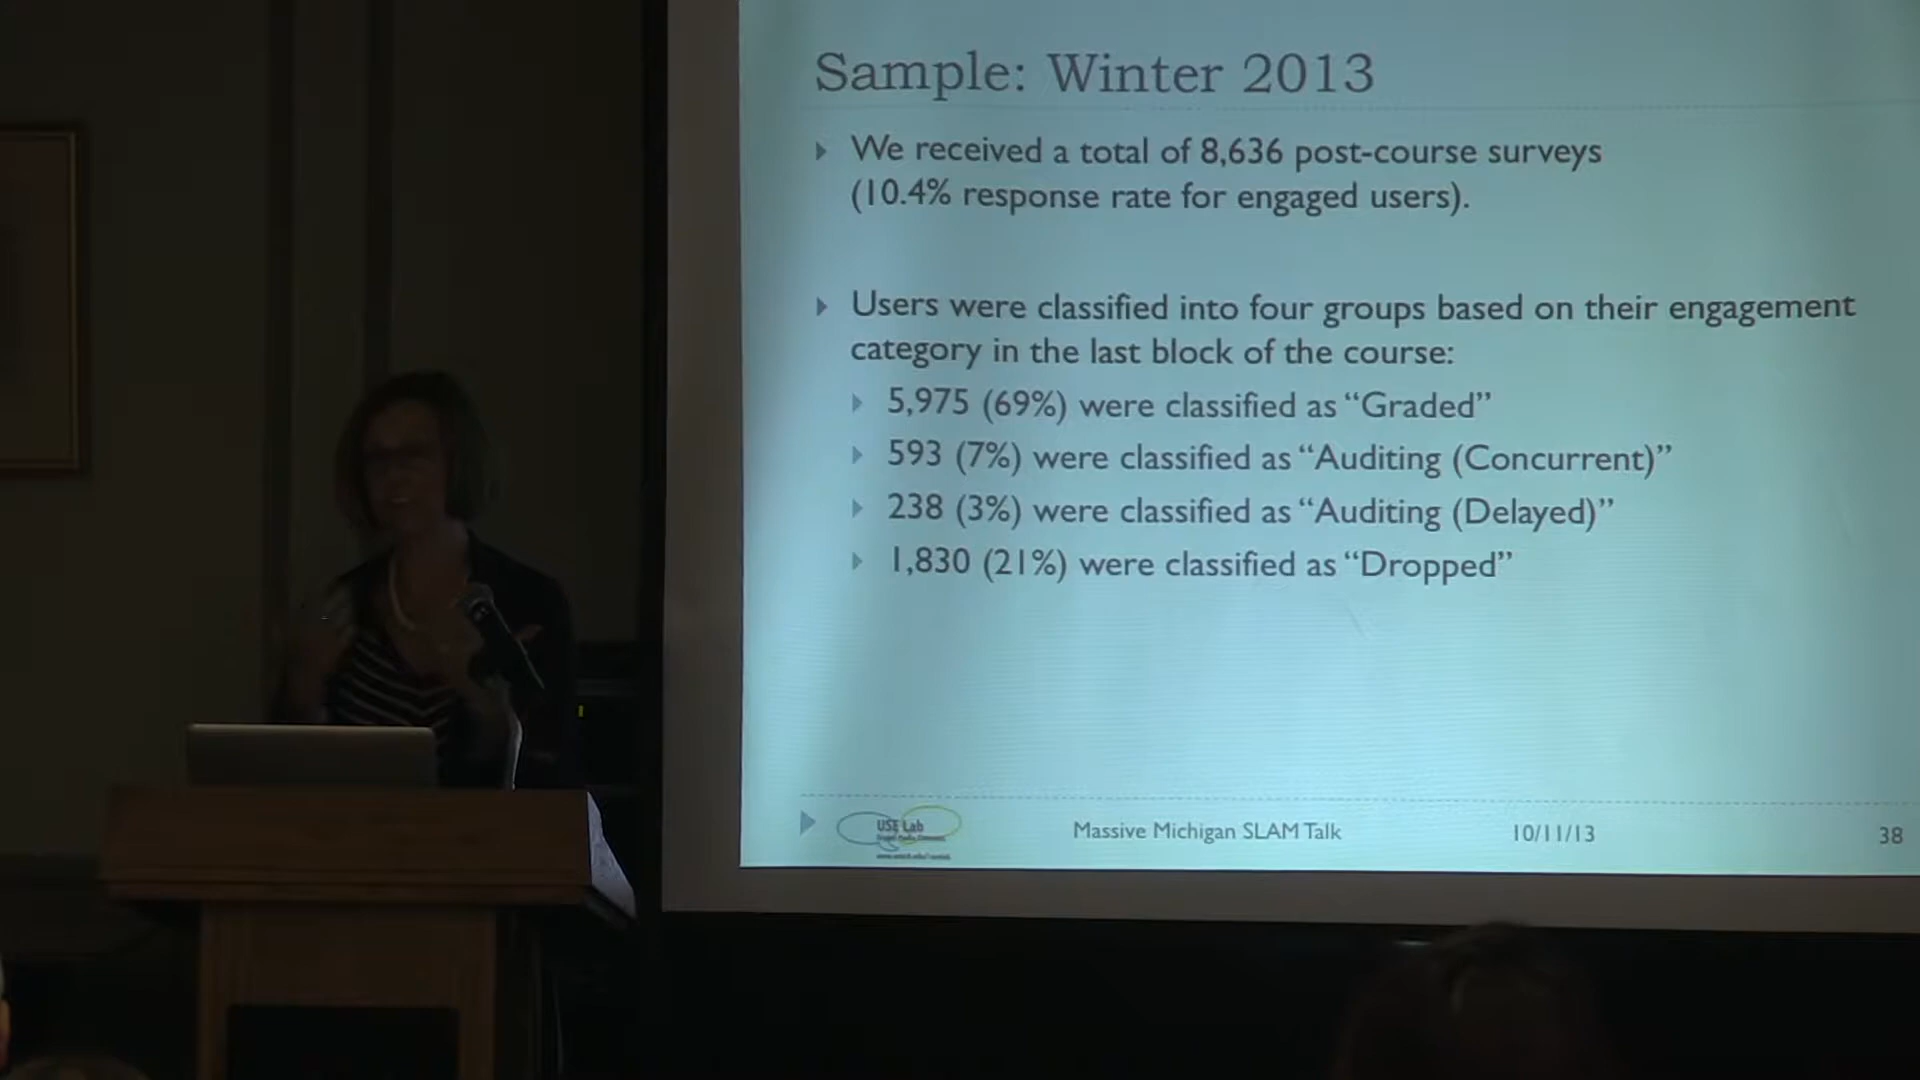 Sample: Winter 2013
We received a total of 8,636 post-course surveys
(10.4% response rate for engaged users).
Users were classified into four groups based on their engagement
category in the last block of the course:
5,975 (69%) were classified as “Graded”
593 (7%) were classified as “Auditing (Concurrent)”
238 (3%) were classified as “Auditing (Delayed)”
1,830 (21%) were classified as “Dropped”
USE Lab
Massive Michigan SLAM Talk
10/11/13
38